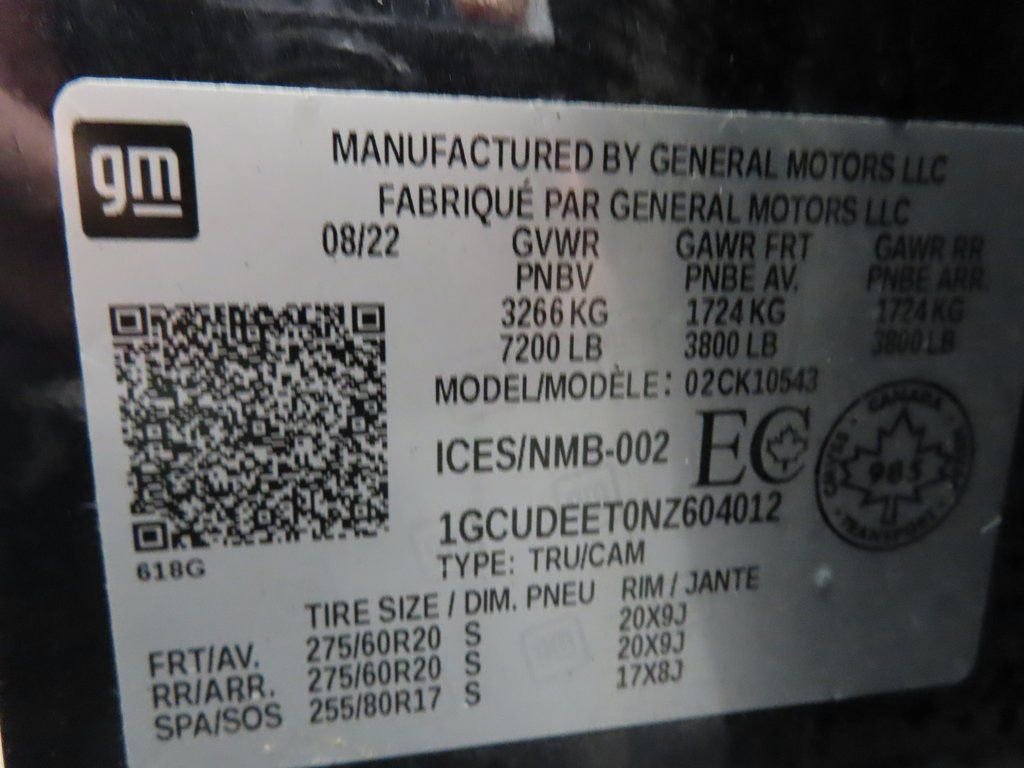 gm
MANUFACTURED BY GENERAL MOTORS LLC
FABRIQUÉ PAR GENERAL MOTORS LLC
08/22 GVWR GAWR FRT GAWR RR
PNBV PNBE AV. PNBE ARR.
3266 KG 1724 KG 1724 KG
7200 LB 3800 LB 3800 LB
MODEL/MODÈLE: 02CK10543
ICES/NMB-002 EC
CANADA
985
TRANSPORT
1GCUDEET0NZ604012
618G
TYPE: TRU/CAM
TIRE SIZE / DIM. PNEU RIM / JANTE
FRT/AV. 275/60R20 S 20X9J
RR/ARR. 275/60R20 S 20X9J
SPA/SOS 255/80R17 S 17X8J